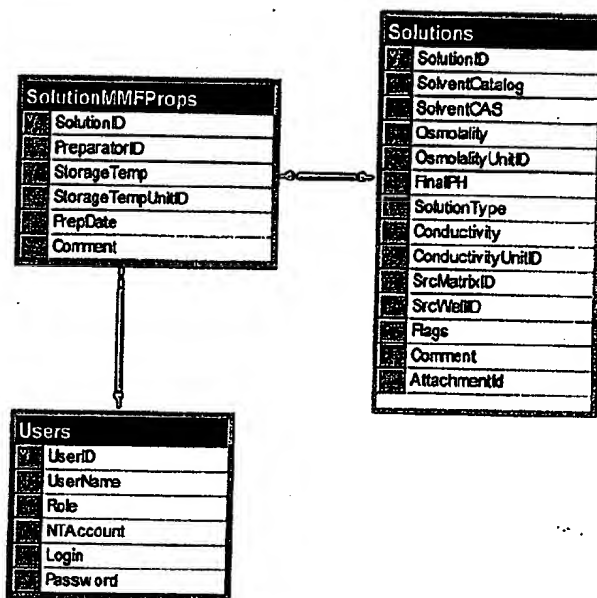 SolutionMMFProps
SolutionID
PreparatorID
StorageTemp
StorageTempUnitID
PrepDate
Comment
Solutions
SolutionID
SolventCatalog
SolventCAS
Osmolality
OsmolalityUnitID
FinalPH
SolutionType
Conductivity
ConductivityUnitID
SrcMatrixID
SrcWellID
Flags
Comment
AttachmentId
Users
UserID
UserName
Role
NTAccount
Login
Password